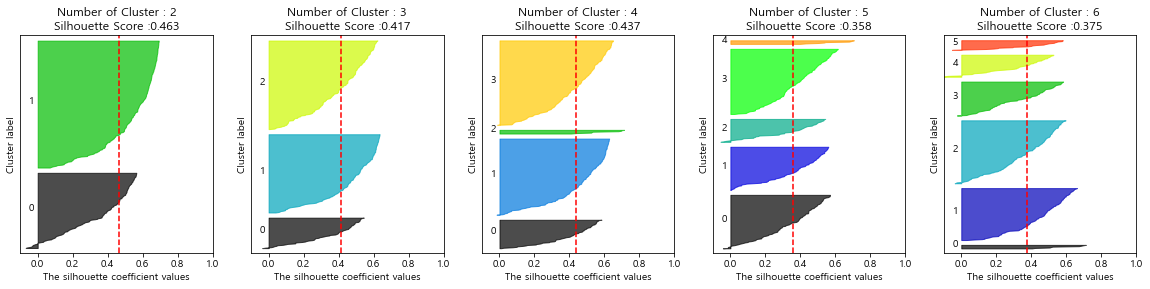 Number of Cluster : 2
Silhouette Score :0.463
Cluster label
1
0
0.0 0.2 0.4 0.6 0.8 1.0
The silhouette coefficient values
Number of Cluster : 3
Silhouette Score :0.417
Cluster label
2
1
0
0.0 0.2 0.4 0.6 0.8 1.0
The silhouette coefficient values
Number of Cluster : 4
Silhouette Score :0.437
Cluster label
3
2
1
0
0.0 0.2 0.4 0.6 0.8 1.0
The silhouette coefficient values
Number of Cluster : 5
Silhouette Score :0.358
Cluster label
4
3
2
1
0
0.0 0.2 0.4 0.6 0.8 1.0
The silhouette coefficient values
Number of Cluster : 6
Silhouette Score :0.375
Cluster label
5
4
3
2
1
0
0.0 0.2 0.4 0.6 0.8 1.0
The silhouette coefficient values